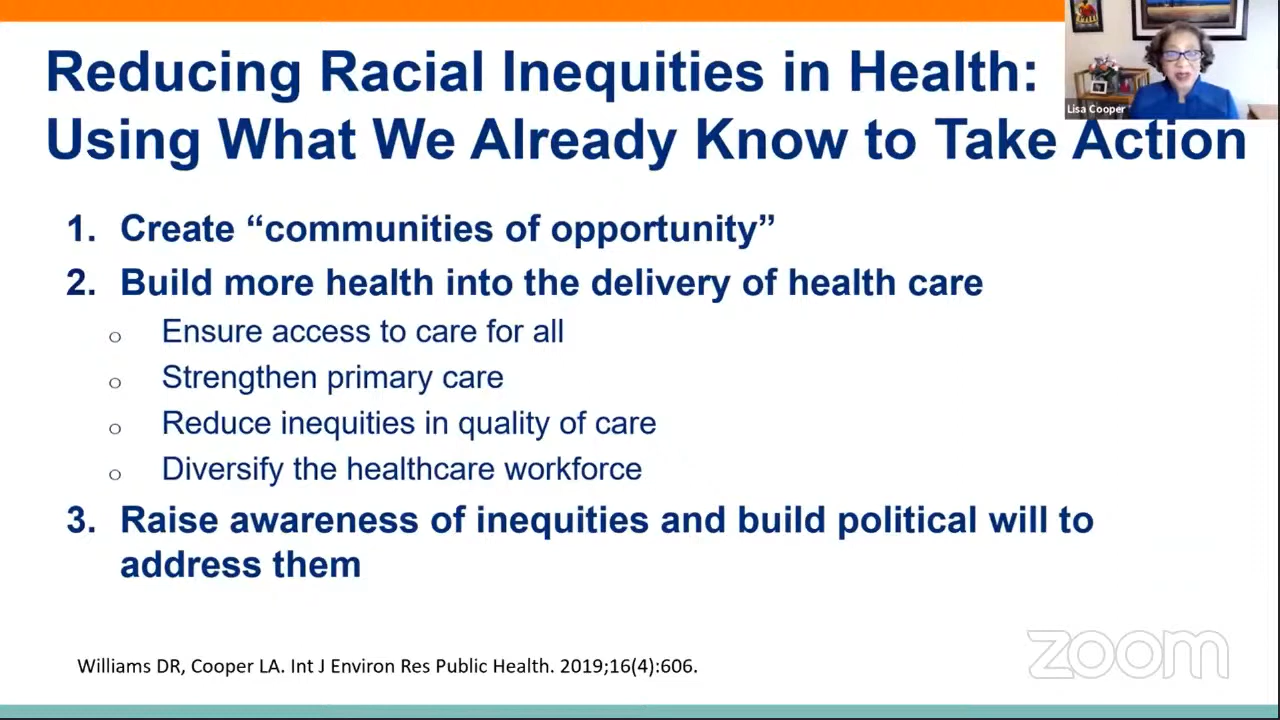 Reducing Racia Inequities in Health:
Using What We Already Know to Take Action
Lisa Cooper
1. Create “communities of opportunity”
2. Build more health into the delivery of health care
o Ensure access to care for all
o Strengthen primary care
o Reduce inequities in quality of care
o Diversify the healthcare workforce
3. Raise awareness of inequities and build political will to
address them
Williams DR, Cooper LA. Int J Environ Res Public Health. 2019;16(4):606.
zoom